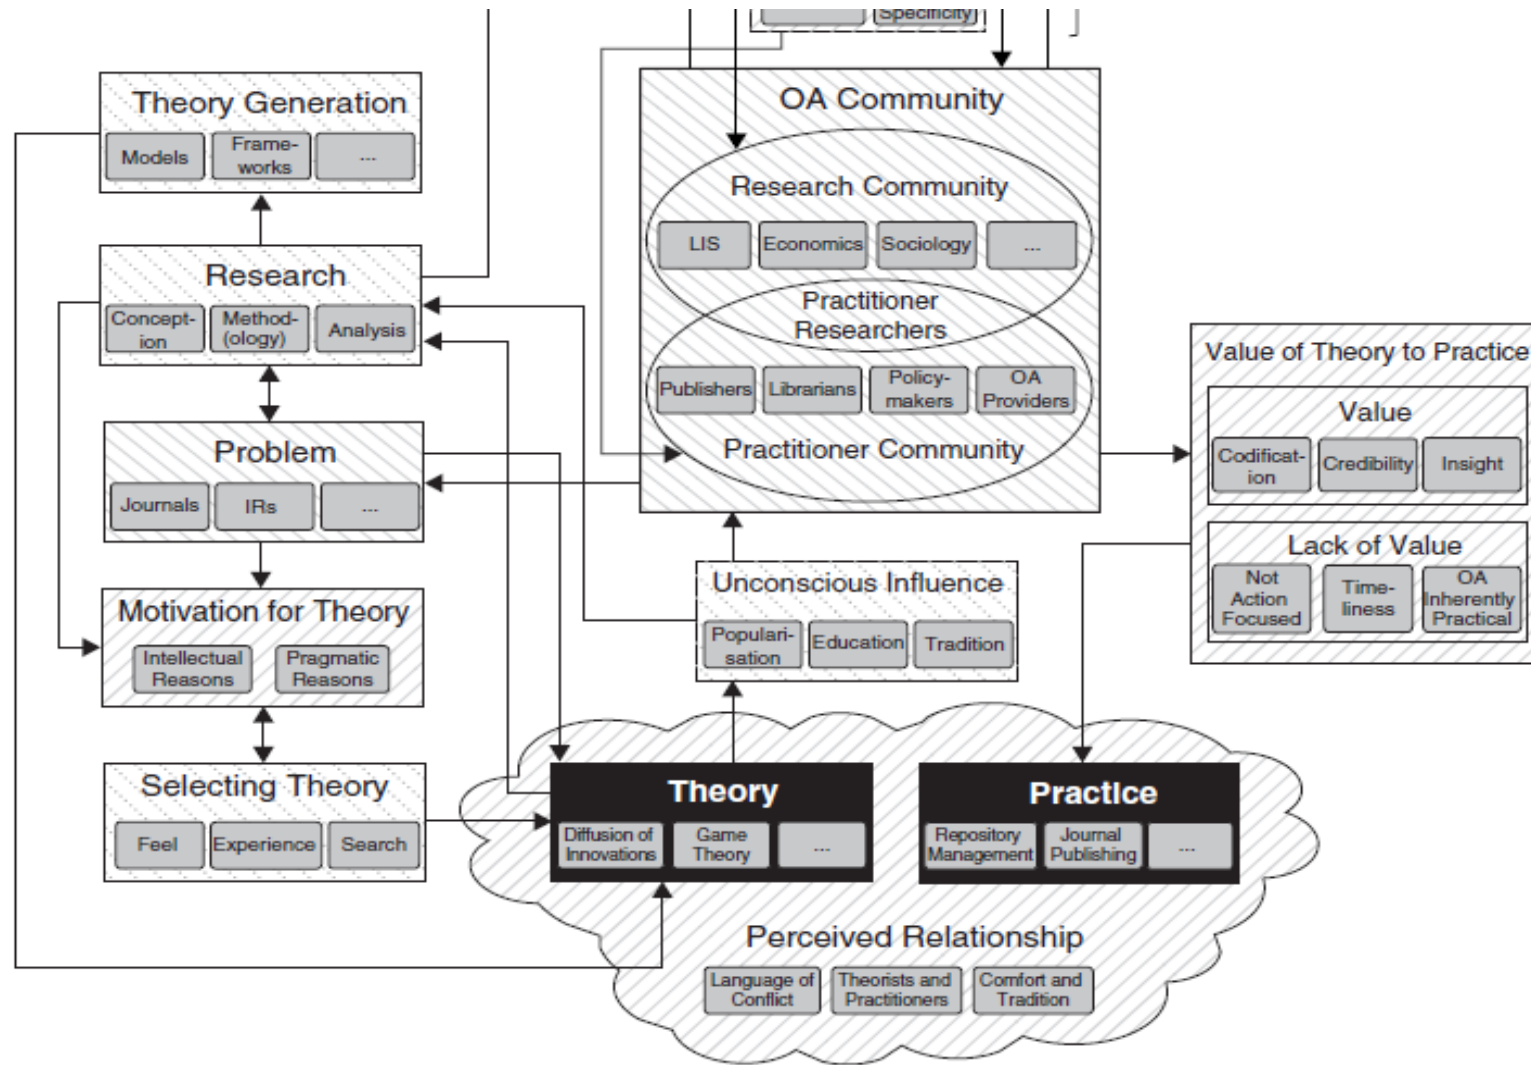 Specificity
Theory Generation
Models
Frame-
works
...
Research
Concept-
ion
Method-
(ology)
Analysis
Problem
Journals
IRs
...
Motivation for Theory
Intellectual
Reasons
Pragmatic
Reasons
Selecting Theory
Feel
Experience
Search
OA Community
Research Community
LIS
Economics
Sociology
...
Practitioner
Researchers
Publishers
Librarians
Policy-
makers
OA
Providers
Practitioner Community
Unconscious Influence
Populari-
sation
Education
Tradition
Value of Theory to Practice
Value
Codificat-
ion
Credibility
Insight
Lack of Value
Not
Action
Focused
Time-
liness
OA
Inherently
Practical
Theory
Diffusion of
Innovations
Game
Theory
...
Practice
Repository
Management
Journal
Publishing
...
Perceived Relationship
Language of
Conflict
Theorists and
Practitioners
Comfort and
Tradition